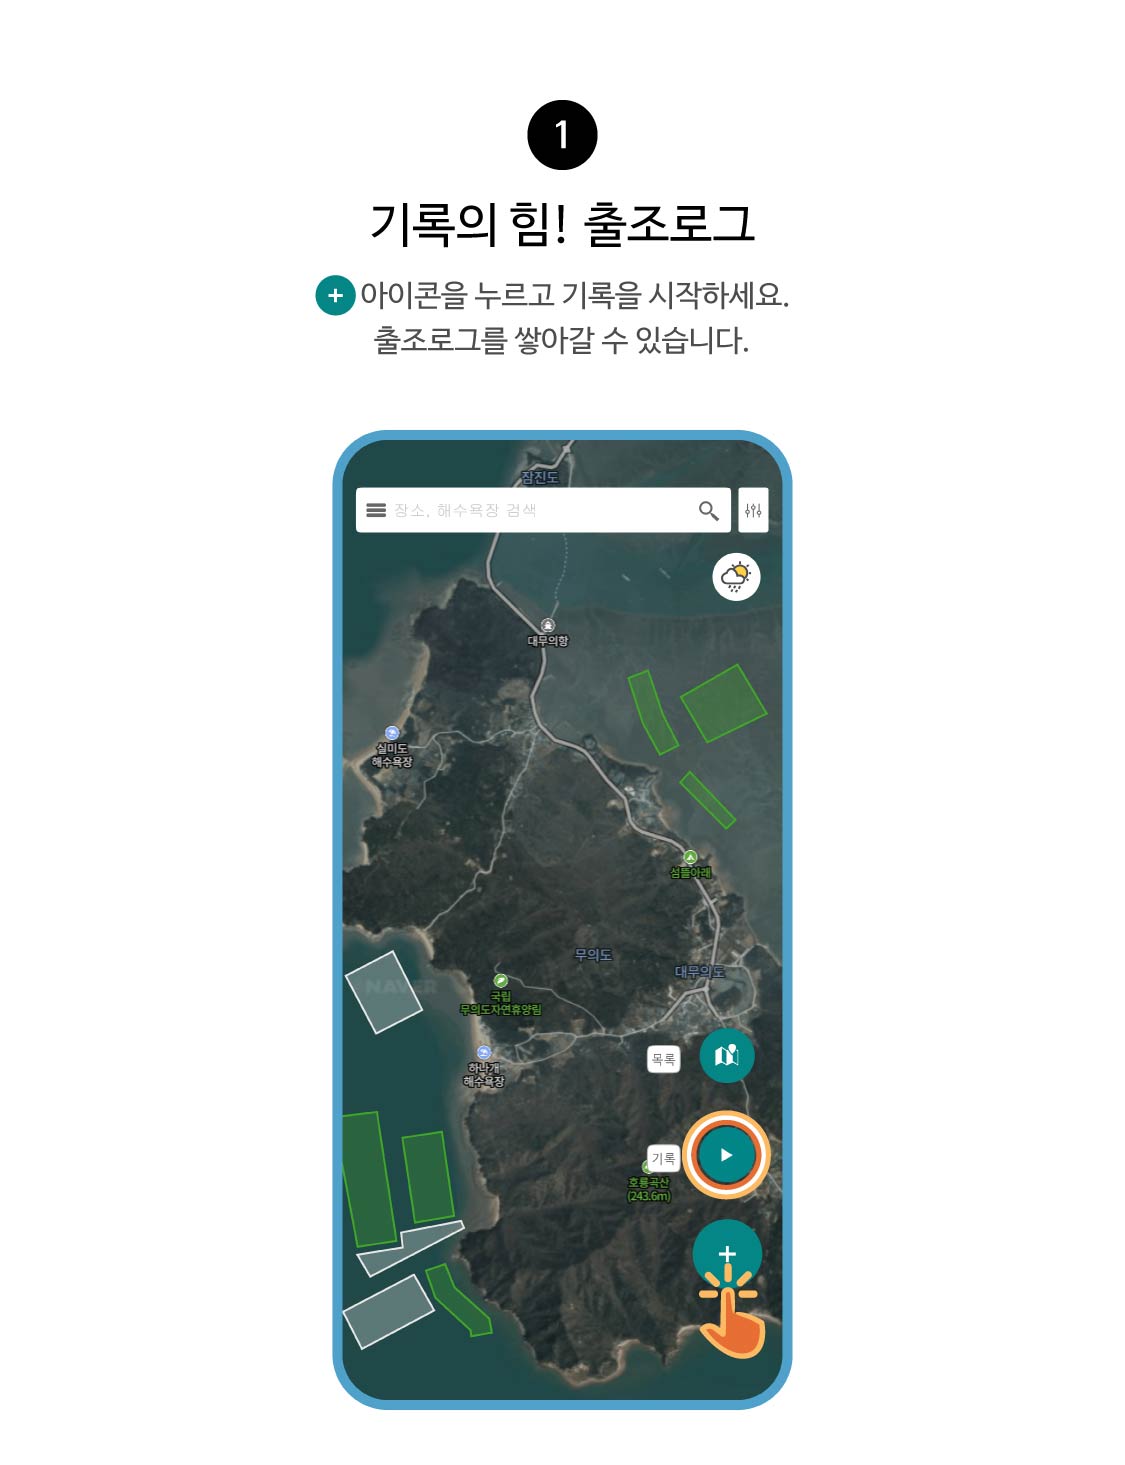 1
기록의 힘! 출조로그
+ 아이콘을 누르고 기록을 시작하세요.
출조로그를 쌓아갈 수 있습니다.
잠진도
장소, 해수욕장 검색
대무의항
실미도
해수욕장
섬뜰아래
무의도
대무의도
NAVER
국립
무의도자연휴양림
하나개
해수욕장
목록
기록
호룡곡산
(243.6m)
+